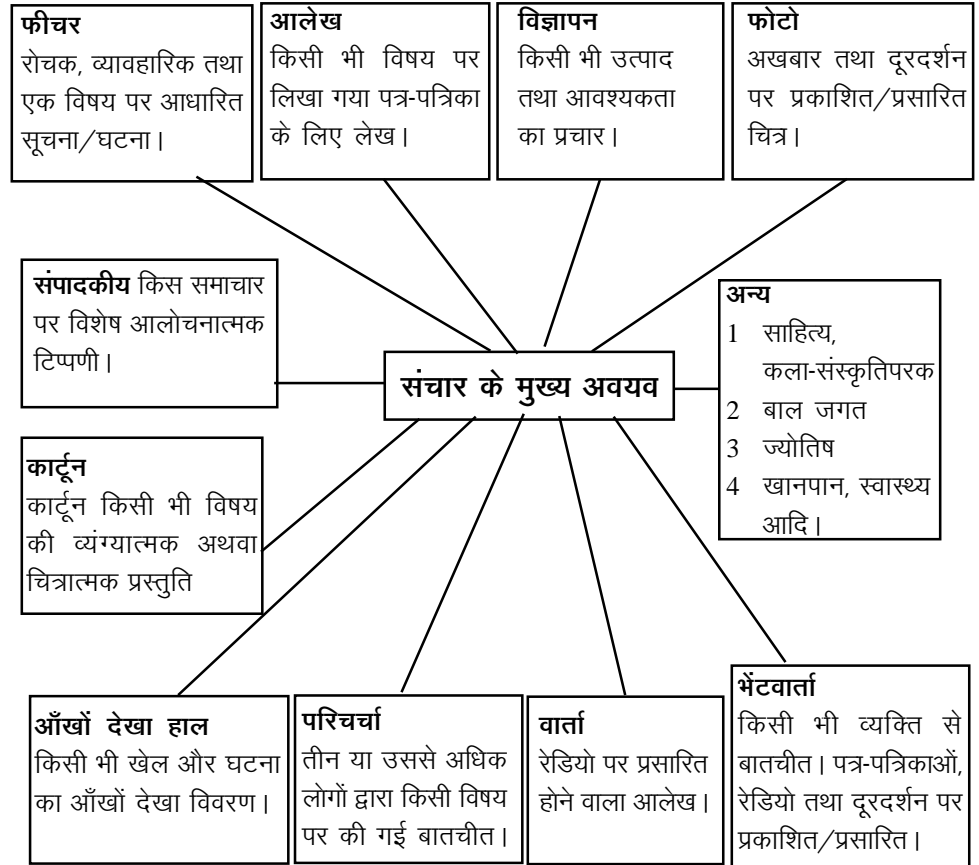 फीचर
रोचक, व्यावहारिक तथा
एक विषय पर आधारित
सूचना/घटना।
आलेख
किसी भी विषय पर
लिखा गया पत्र-पत्रिका
के लिए लेख।
विज्ञापन
किसी भी उत्पाद
तथा आवश्यकता
का प्रचार।
फोटो
अखबार तथा दूरदर्शन
पर प्रकाशित/प्रसारित
चित्र।
संपादकीय किस समाचार
पर विशेष आलोचनात्मक
टिप्पणी।
संचार के मुख्य अवयव
अन्य
1 साहित्य,
कला-संस्कृतिपरक
2 बाल जगत
3 ज्योतिष
4 खानपान, स्वास्थ्य
आदि।
कार्टून
कार्टून किसी भी विषय
की व्यंग्यात्मक अथवा
चित्रात्मक प्रस्तुति
आँखों देखा हाल
किसी भी खेल और घटना
का आँखों देखा विवरण।
परिचर्चा
तीन या उससे अधिक
लोगों द्वारा किसी विषय
पर की गई बातचीत।
वार्ता
रेडियो पर प्रसारित
होने वाला आलेख।
भेंटवार्ता
किसी भी व्यक्ति से
बातचीत। पत्र-पत्रिकाओं,
रेडियो तथा दूरदर्शन पर
प्रकाशित/प्रसारित।